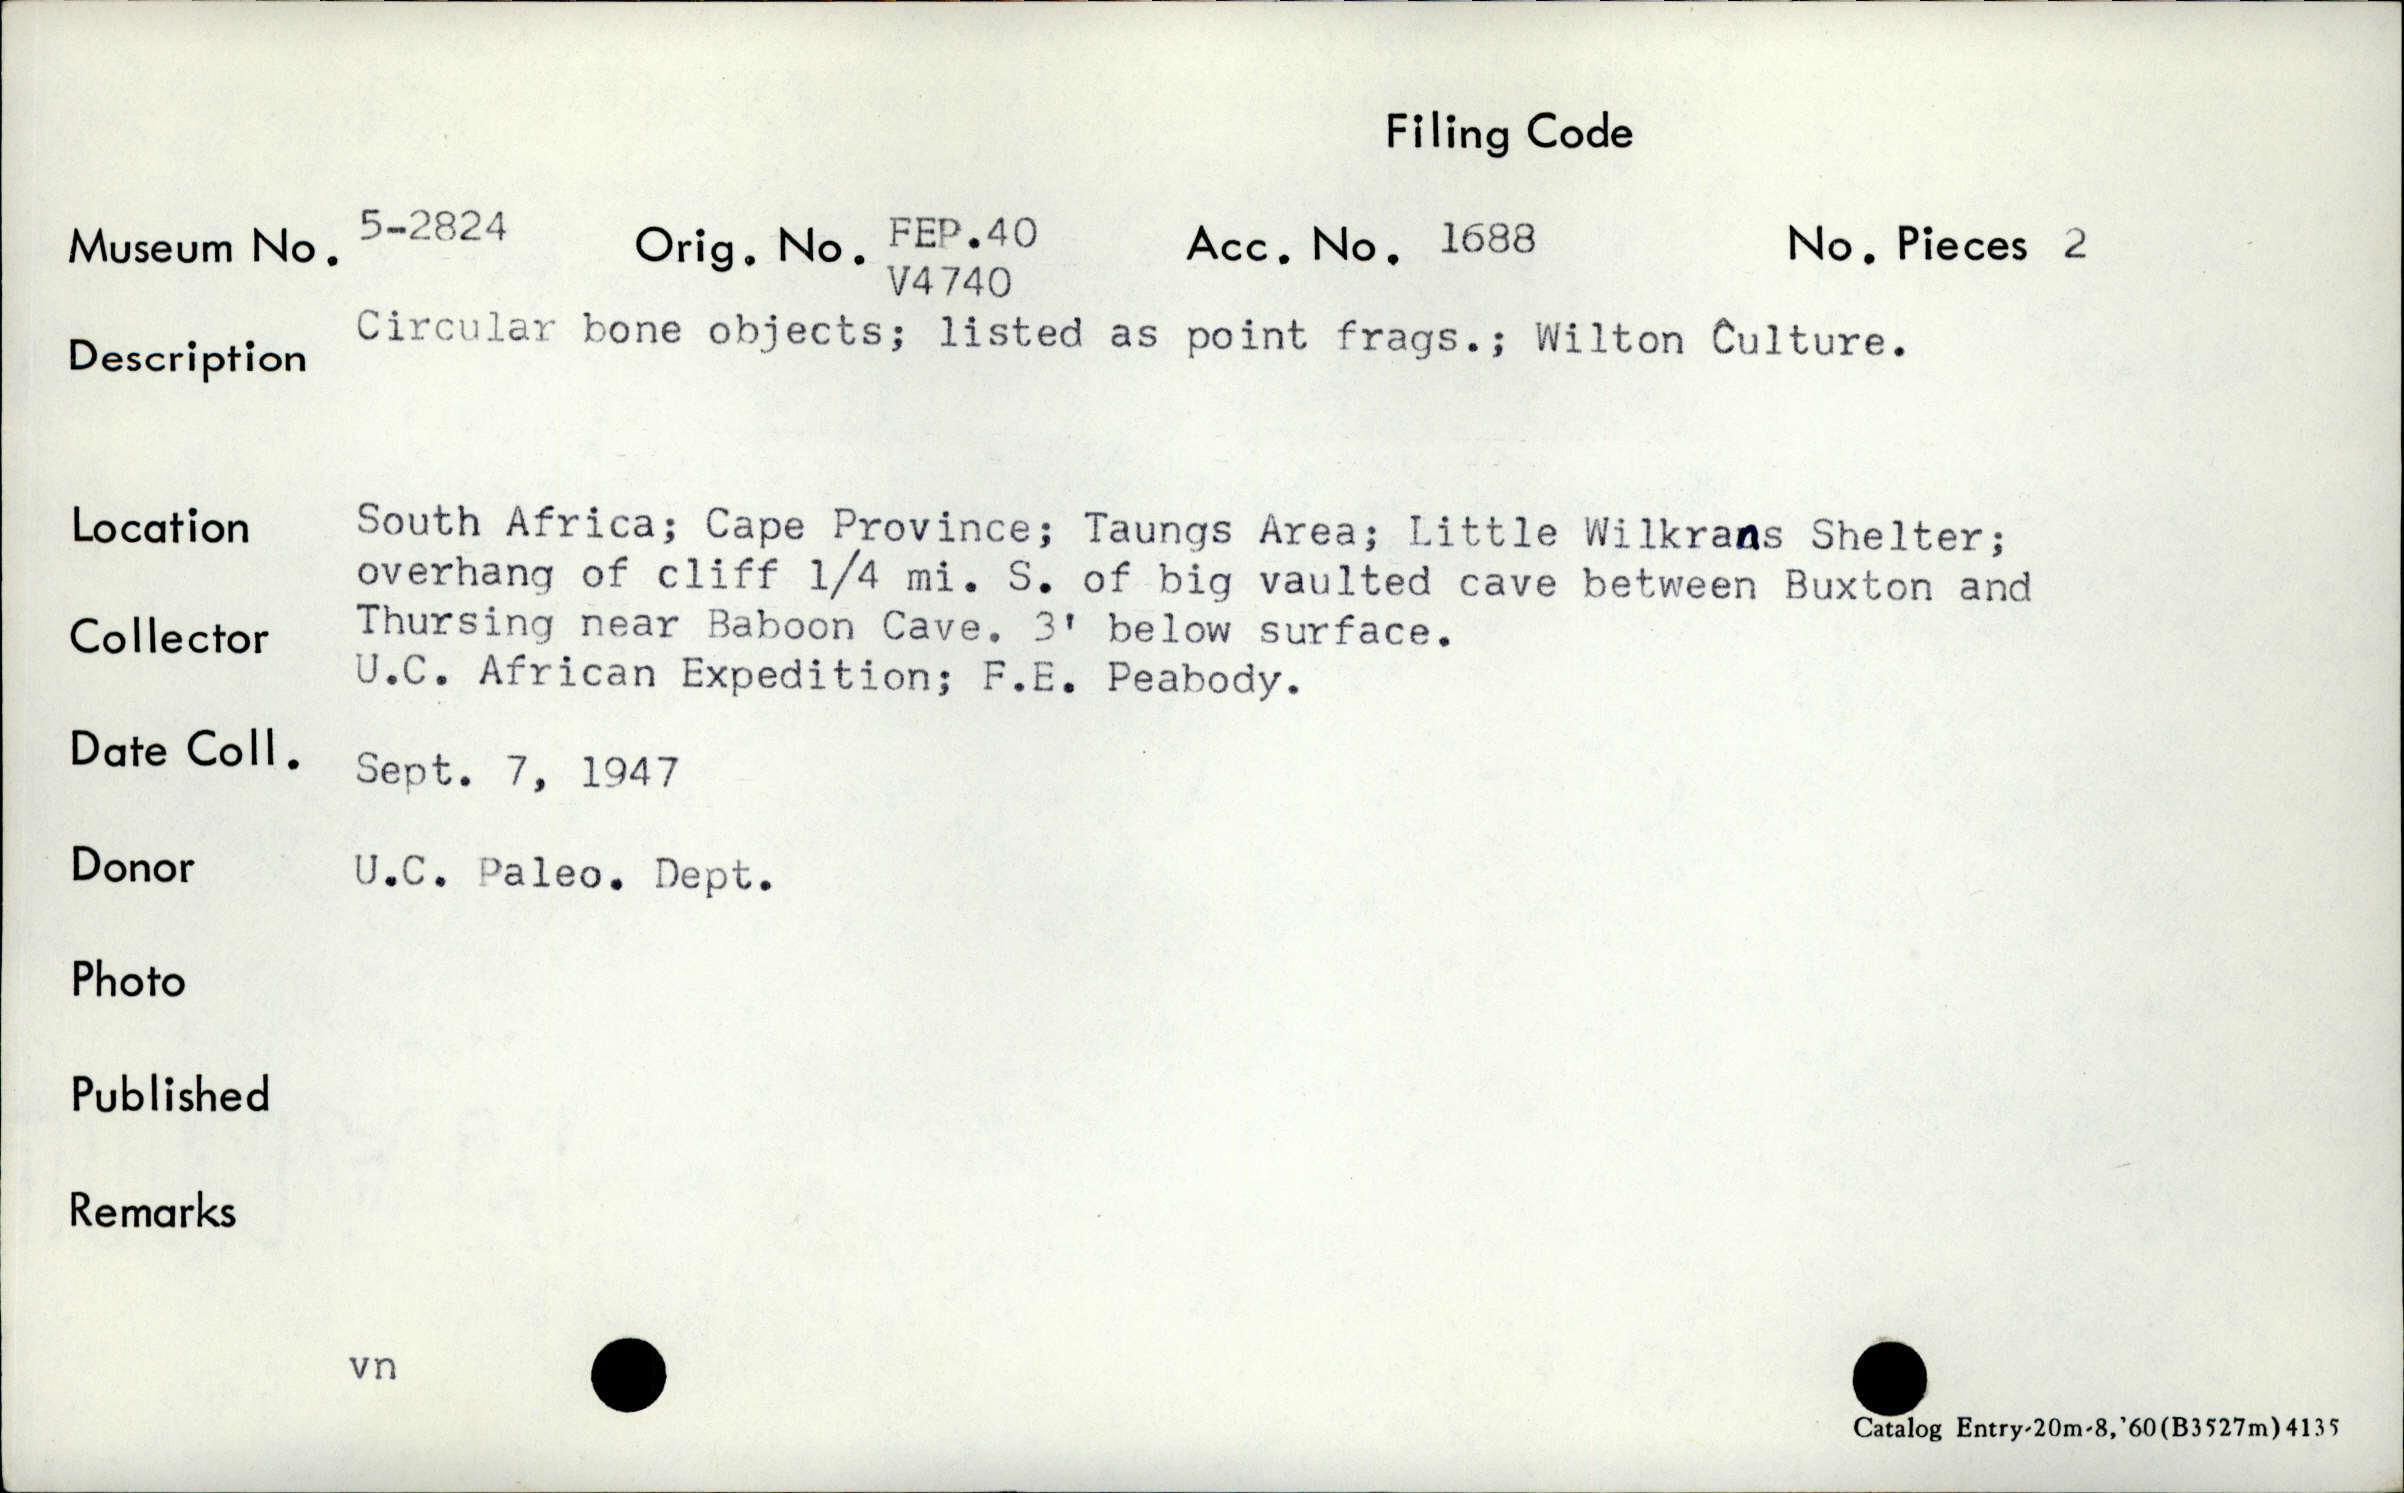 Filing Code
Museum No. 5-2824 Orig. No. FEP.40 Acc. No. 1688 No. Pieces 2
V4740
Description Circular bone objects; listed as point frags.; Wilton Culture.
Location South Africa; Cape Province; Taungs Area; Little Wilkrans Shelter;
overhang of cliff 1/4 mi. S. of big vaulted cave between Buxton and
Collector Thursing near Baboon Cave. 3' below surface.
U.C. African Expedition; F.E. Peabody.
Date Coll. Sept. 7, 1947
Donor U.C. Paleo. Dept.
Photo
Published
Remarks
vn
Catalog Entry-20m-8,'60(B3527m)4135